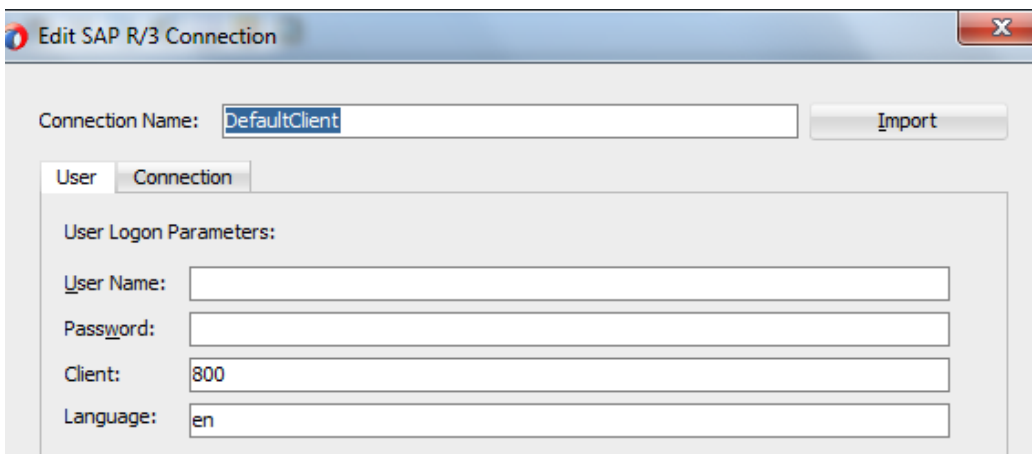 Edit SAP R/3 Connection
Connection Name: DefaultClient Import
User Connection
User Logon Parameters:
User Name:
Password:
Client: 800
Language: en